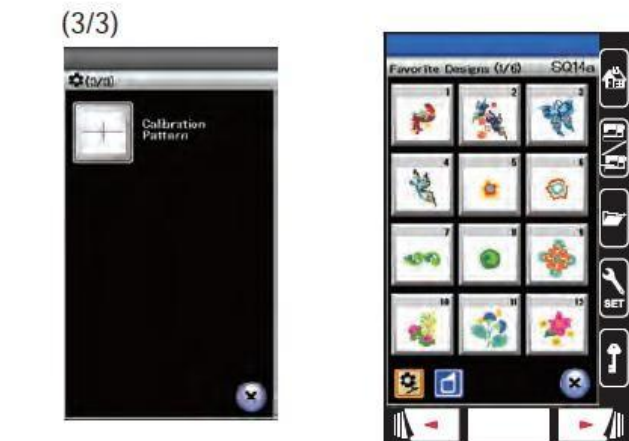 (3/3)
(3/3)
Calibration
Pattern
Favorite Designs (1/6) SQ14a
1 2 3
4 5 6
7 8 9
10 11 12
SET